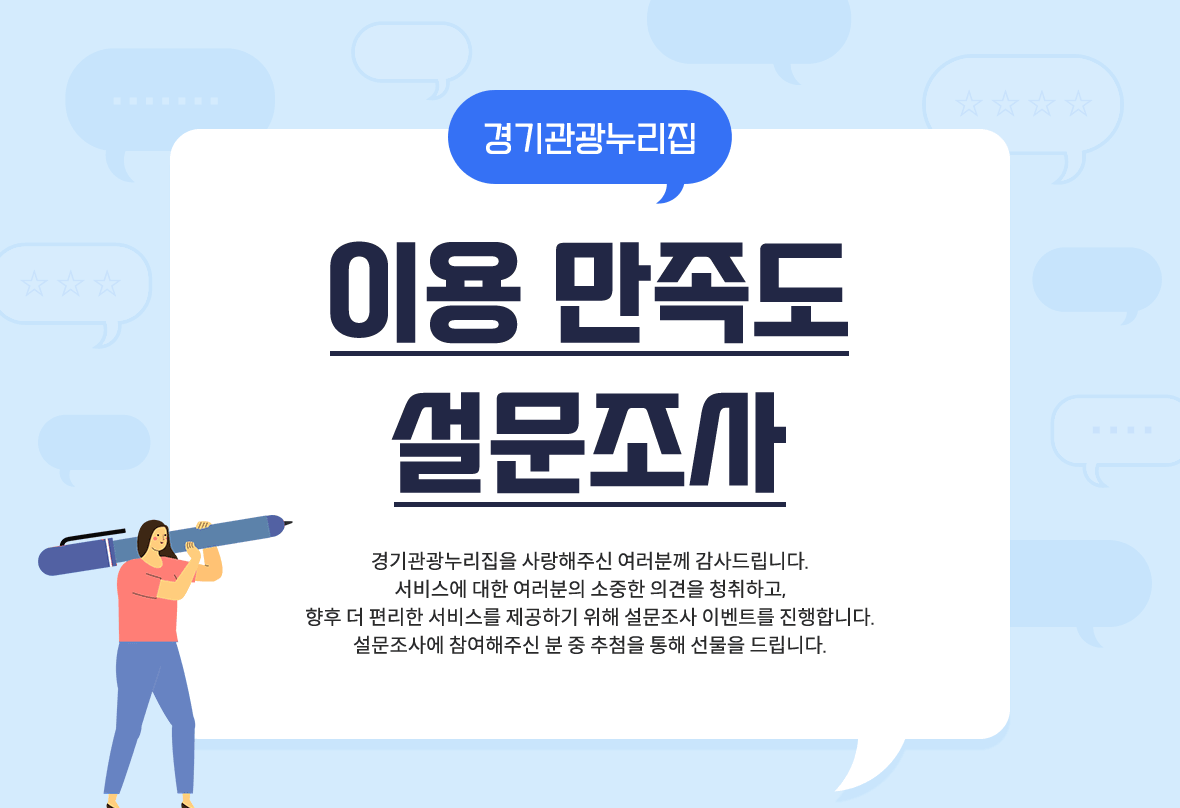 경기관광누리집
이용 만족도
설문조사
경기관광누리집을 사랑해주신 여러분께 감사드립니다.
서비스에 대한 여러분의 소중한 의견을 청취하고,
향후 더 편리한 서비스를 제공하기 위해 설문조사 이벤트를 진행합니다.
설문조사에 참여해주신 분 중 추첨을 통해 선물을 드립니다.